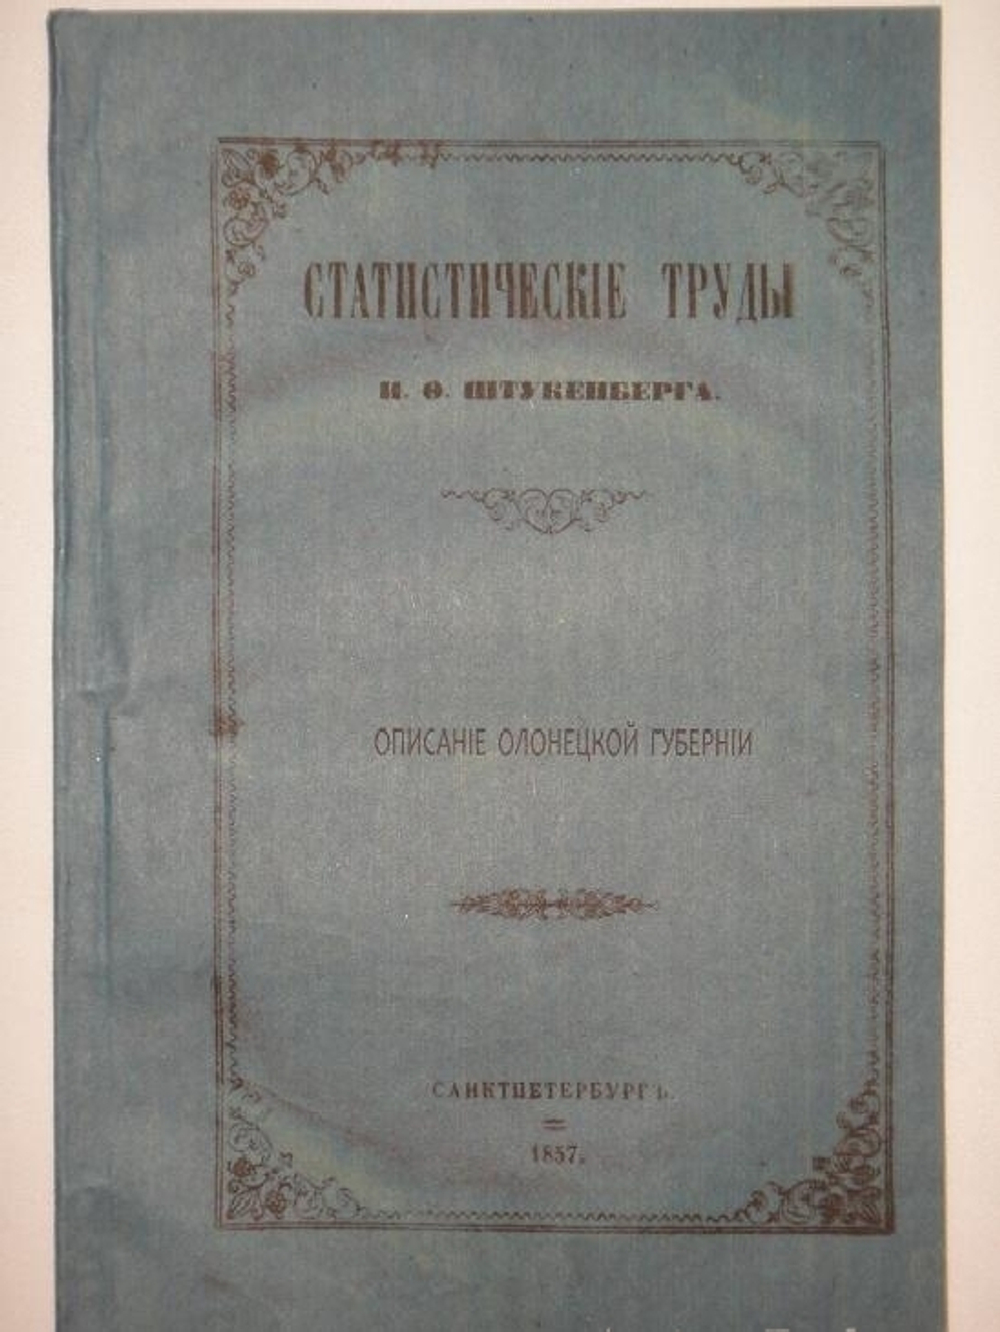 СТАТИСТИЧЕСКІЕ ТРУДЫ
И. Ѳ. ШТУКЕНБЕРГА.
ОПИСАНІЕ ОЛОНЕЦКОЙ ГУБЕРНІИ
САНКТПЕТЕРБУРГЪ.
1857.